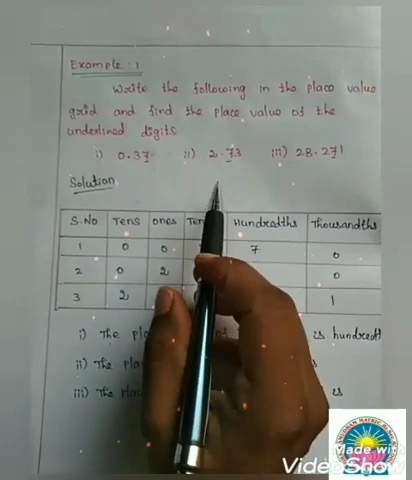 Example : 1
Write the following in the place value
grid and find the place value of the
underlined digits
i) 0.37 ii) 2.73 iii) 28.271
Solution
S.No Tens ones Hundredths Thousandths
1 0 0 7 0
2 0 2 0
3 2 1
i) The is hundredt
ii) The
iii) The is
Made with
VideoShow